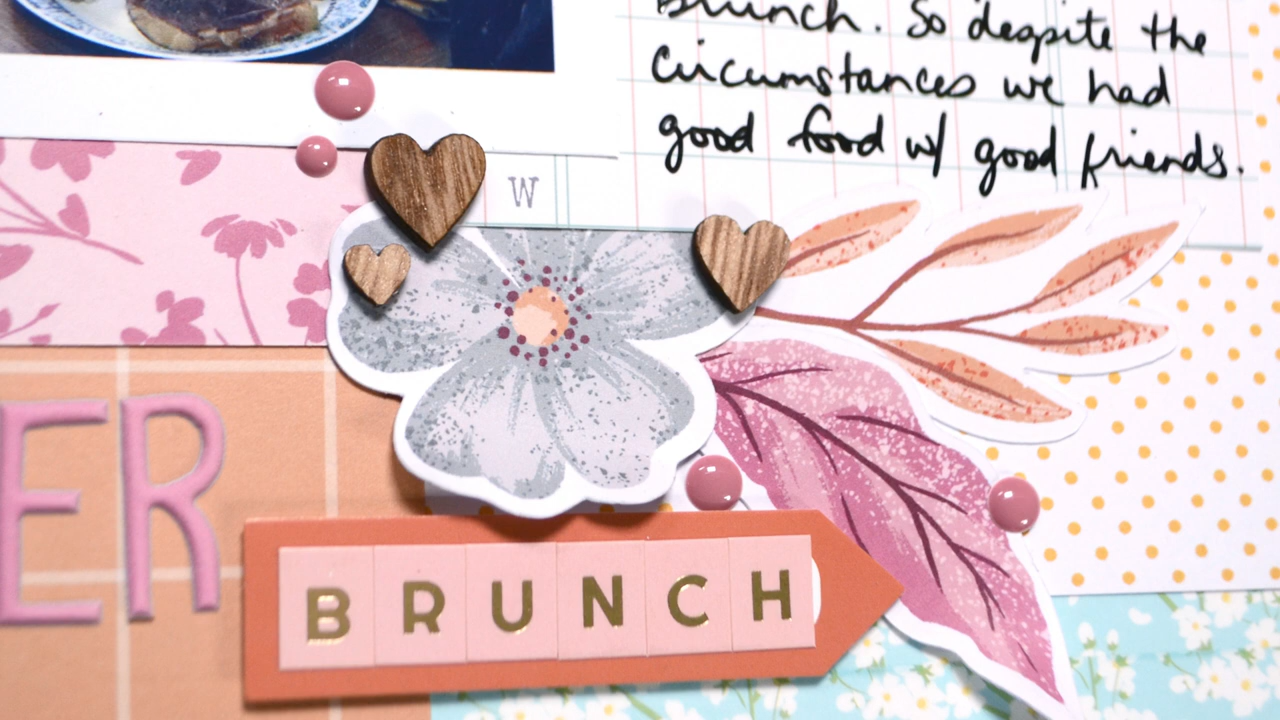 Brunch. So despite the
circumstances we had
good food w/ good friends.
W
ER
BRUNCH